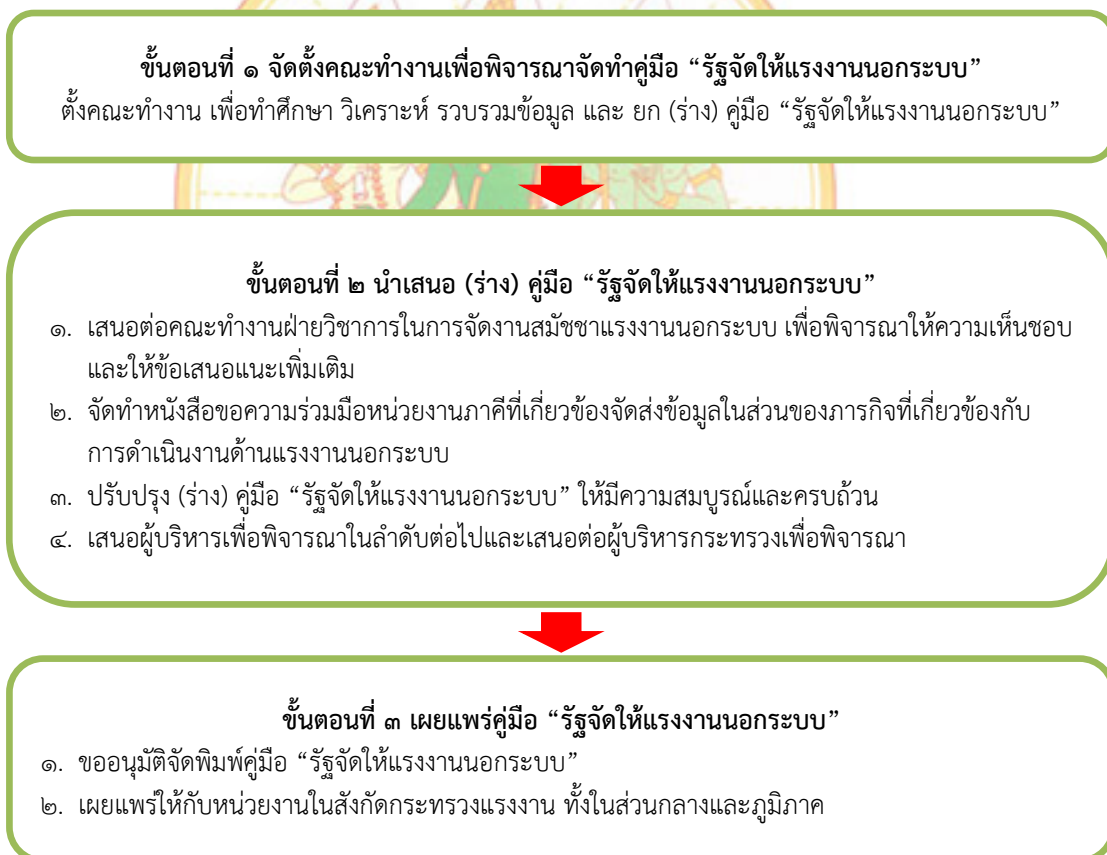 ขั้นตอนที่ ๑ จัดตั้งคณะทำงานเพื่อพิจารณาจัดทำคู่มือ “รัฐจัดให้แรงงานนอกระบบ”
ตั้งคณะทำงาน เพื่อทำศึกษา วิเคราะห์ รวบรวมข้อมูล และ ยก (ร่าง) คู่มือ “รัฐจัดให้แรงงานนอกระบบ”
ขั้นตอนที่ ๒ นำเสนอ (ร่าง) คู่มือ “รัฐจัดให้แรงงานนอกระบบ”
๑. เสนอต่อคณะทำงานฝ่ายวิชาการในการจัดงานสมัชชาแรงงานนอกระบบ เพื่อพิจารณาให้ความเห็นชอบ
และให้ข้อเสนอแนะเพิ่มเติม
๒. จัดทำหนังสือขอความร่วมมือหน่วยงานภาคีที่เกี่ยวข้องจัดส่งข้อมูลในส่วนของภารกิจที่เกี่ยวข้องกับ
การดำเนินงานด้านแรงงานนอกระบบ
๓. ปรับปรุง (ร่าง) คู่มือ “รัฐจัดให้แรงงานนอกระบบ” ให้มีความสมบูรณ์และครบถ้วน
๔. เสนอผู้บริหารเพื่อพิจารณาในลำดับต่อไปและเสนอต่อผู้บริหารกระทรวงเพื่อพิจารณา
ขั้นตอนที่ ๓ เผยแพร่คู่มือ “รัฐจัดให้แรงงานนอกระบบ”
๑. ขออนุมัติจัดพิมพ์คู่มือ “รัฐจัดให้แรงงานนอกระบบ”
๒. เผยแพร่ให้กับหน่วยงานในสังกัดกระทรวงแรงงาน ทั้งในส่วนกลางและภูมิภาค